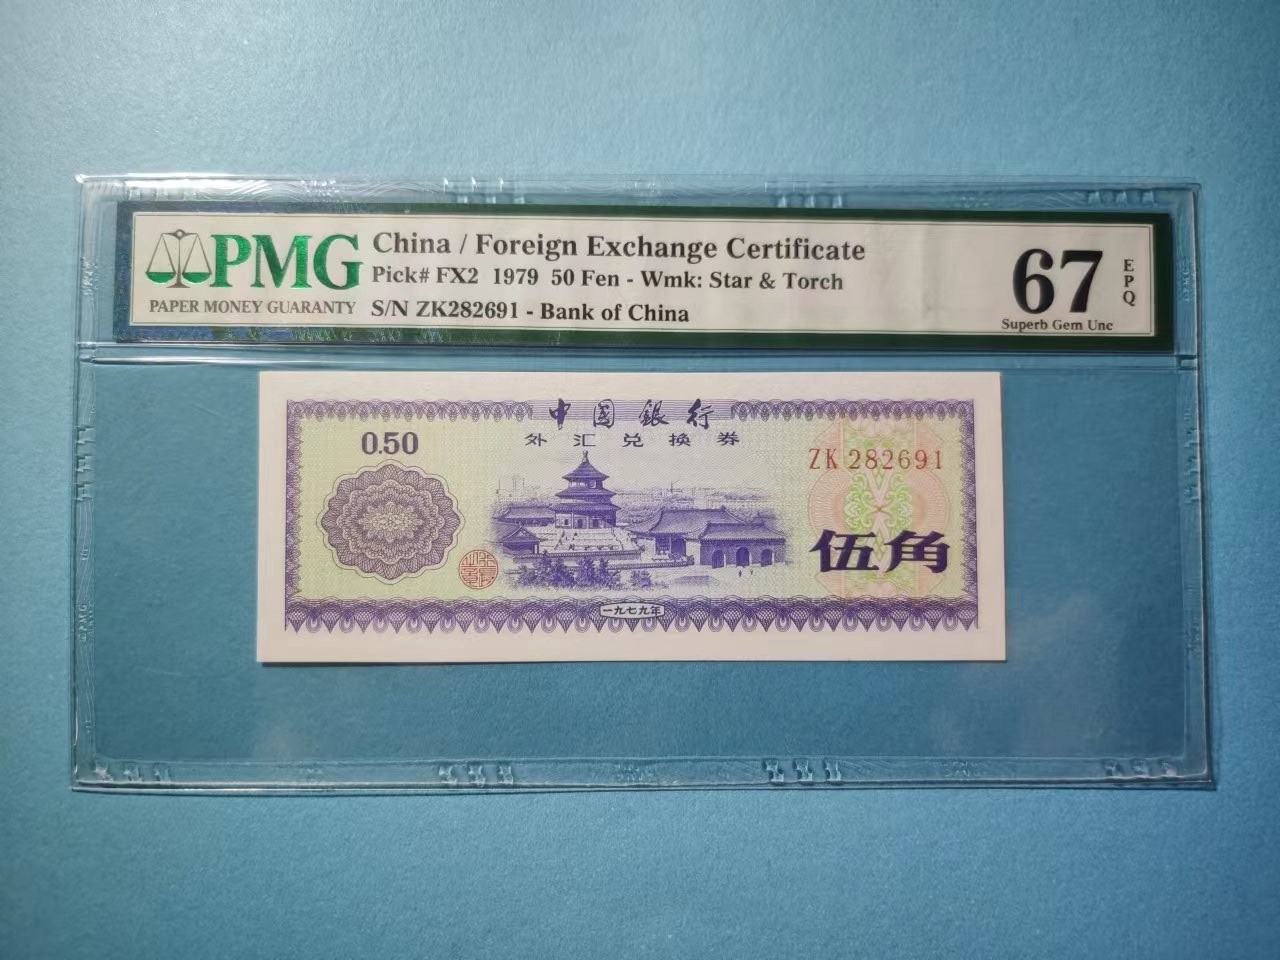 PMG
PAPER MONEY GUARANTY
China / Foreign Exchange Certificate
Pick# FX2 1979 50 Fen - Wmk: Star & Torch
S/N ZK282691 - Bank of China
67
EPQ
Superb Gem Unc
中國銀行
外汇兑换券
0.50
ZK 282691
伍角
一九七九年